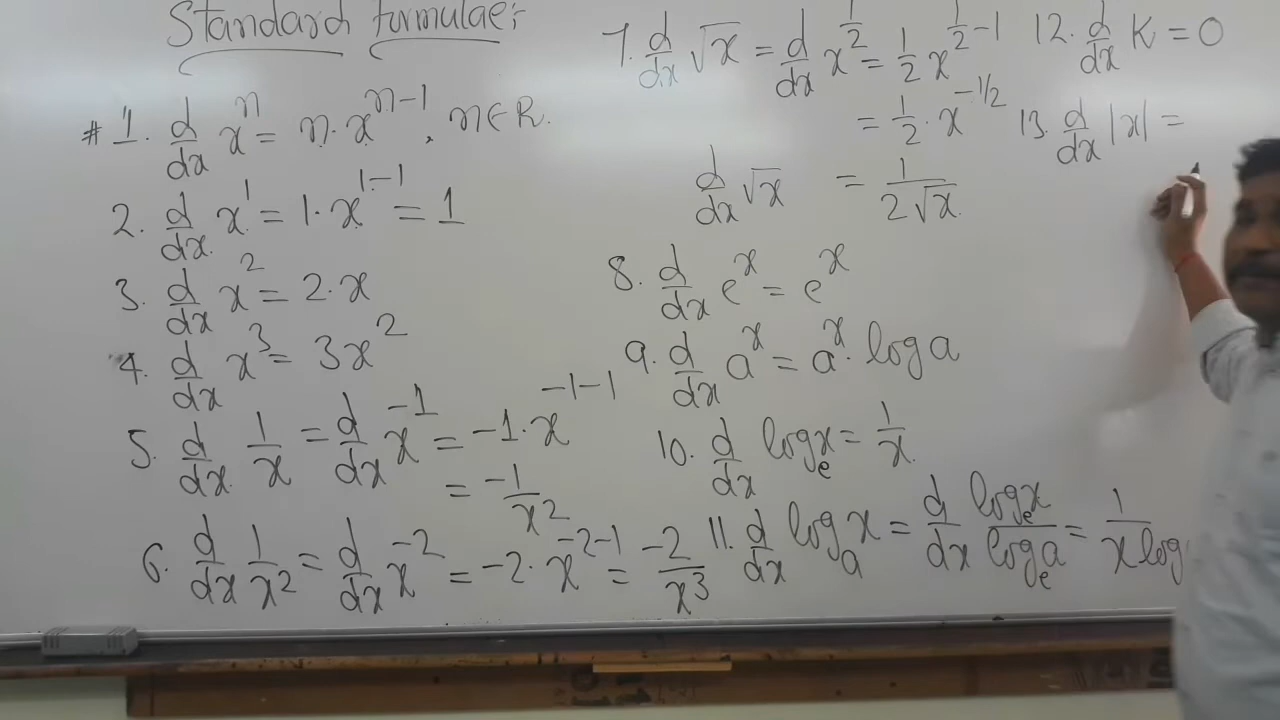 Standard formulae:
# 1. d/dx x^n = n·x^(n-1), n∈R.
2. d/dx x^1 = 1·x^(1-1) = 1
3. d/dx x^2 = 2·x
4. d/dx x^3 = 3x^2
5. d/dx 1/x = d/dx x^(-1) = -1·x^(-1-1)
= -1/x^2
6. d/dx 1/x^2 = d/dx x^(-2) = -2·x^(-2-1) = -2/x^3
7. d/dx √x = d/dx x^(1/2) = 1/2 x^(1/2-1)
= 1/2·x^(-1/2)
d/dx √x = 1/(2√x)
8. d/dx e^x = e^x
9. d/dx a^x = a^x·log a
10. d/dx log_e x = 1/x
11. d/dx log_a x = d/dx (log_e x)/(log_e a) = 1/(x log
12. d/dx K = 0
13. d/dx |x| =